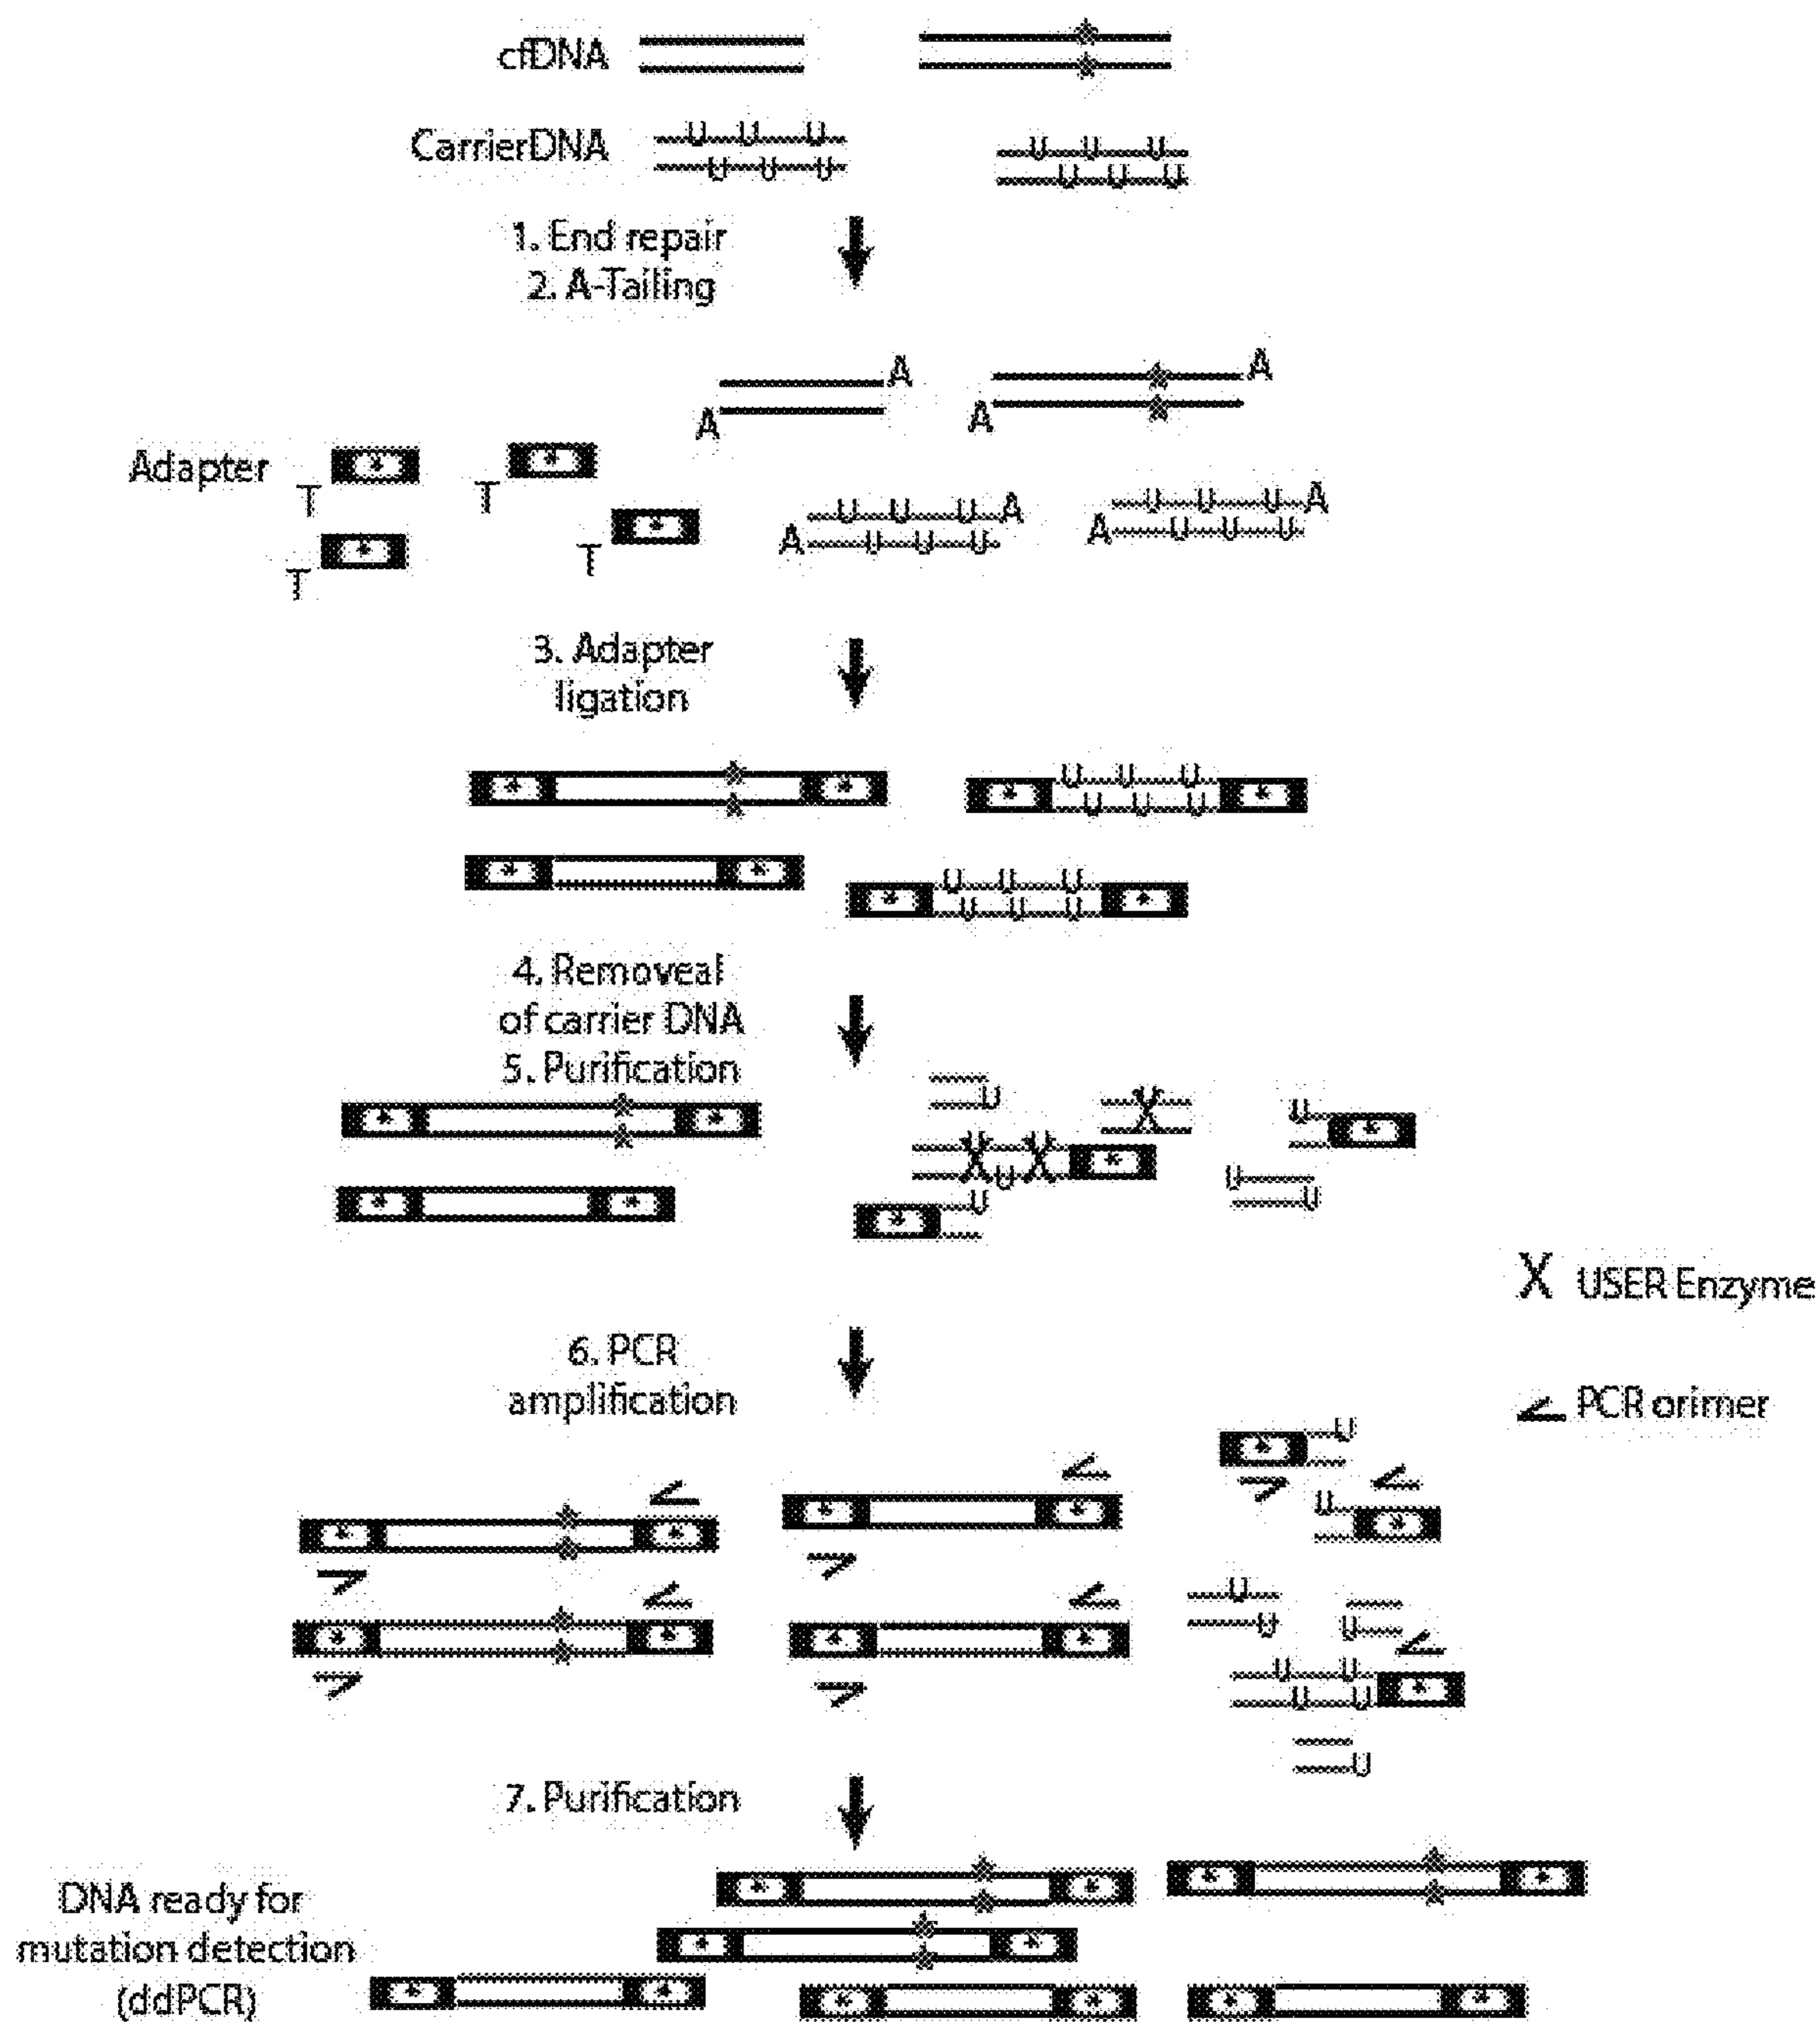 cfDNA
CarrierDNA
U U U
U U U
U U U
U U U
1. End repair
2. A-Tailing
A
A
A
A
Adapter
T
T
T
T
U U U A
A U U U
U U U A
A U U U
3. Adapter
ligation
U U U
U U U
U U U
U U U
4. Removeal
of carrier DNA
5. Purification
U
U
U
U
U
U
U
U
U
U
X
X X
X USER Enzyme
6. PCR
amplification
PCR orimer
U
U
U
U
U
U U
U U
U
7. Purification
DNA ready for
mutation detection
(ddPCR)